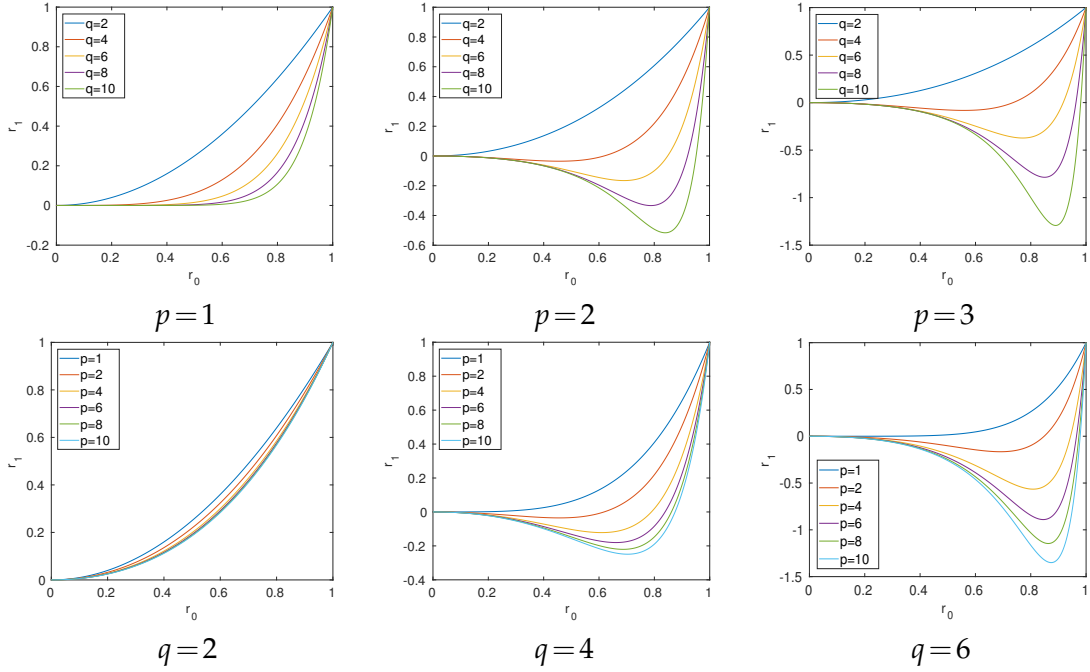 1
0.8
0.6
0.4
0.2
0
-0.2
0 0.2 0.4 0.6 0.8 1
r0
r1
q=2
q=4
q=6
q=8
q=10
p=1
1
0.8
0.6
0.4
0.2
0
-0.2
-0.4
-0.6
0 0.2 0.4 0.6 0.8 1
r0
r1
q=2
q=4
q=6
q=8
q=10
p=2
1
0.5
0
-0.5
-1
-1.5
0 0.2 0.4 0.6 0.8 1
r0
r1
q=2
q=4
q=6
q=8
q=10
p=3
1
0.8
0.6
0.4
0.2
0
0 0.2 0.4 0.6 0.8 1
r0
r1
p=1
p=2
p=4
p=6
p=8
p=10
q=2
1
0.8
0.6
0.4
0.2
0
-0.2
-0.4
0 0.2 0.4 0.6 0.8 1
r0
r1
p=1
p=2
p=4
p=6
p=8
p=10
q=4
1
0.5
0
-0.5
-1
-1.5
0 0.2 0.4 0.6 0.8 1
r0
r1
p=1
p=2
p=4
p=6
p=8
p=10
q=6